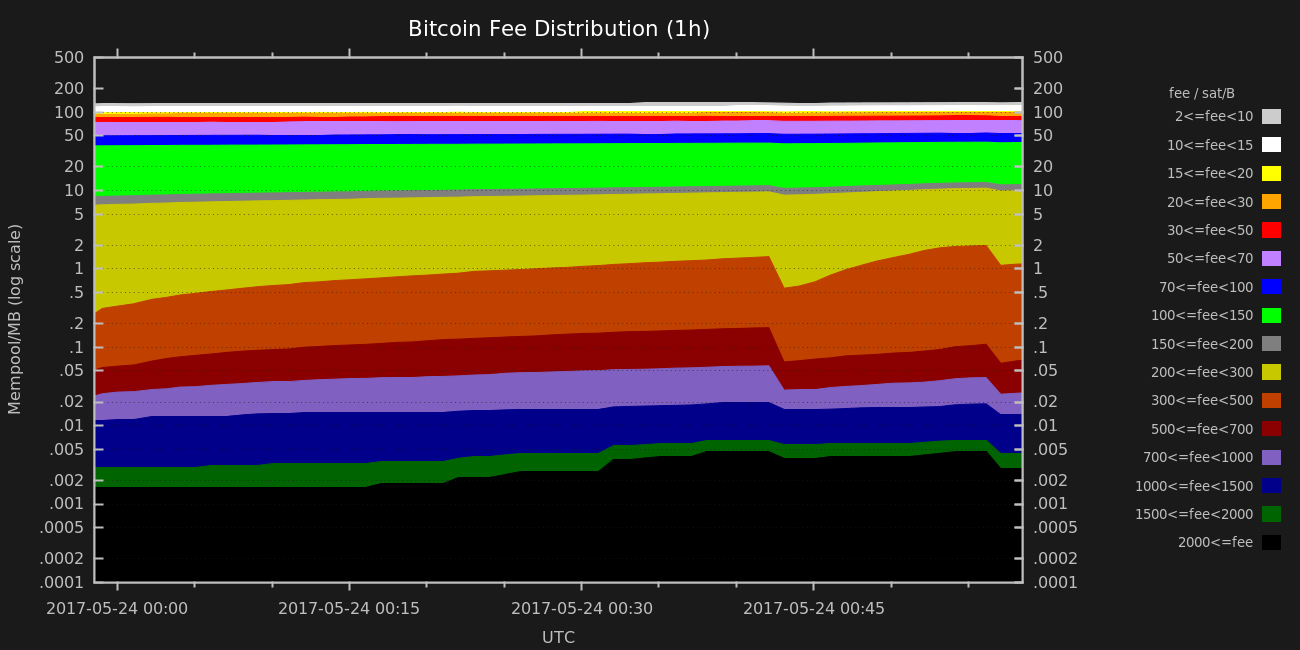 Bitcoin Fee Distribution (1h)
500
200
100
50
20
10
5
2
1
.5
.2
.1
.05
.02
.01
.005
.002
.001
.0005
.0002
.0001
Mempool/MB (log scale)
500
200
100
50
20
10
5
2
1
.5
.2
.1
.05
.02
.01
.005
.002
.001
.0005
.0002
.0001
2017-05-24 00:00
2017-05-24 00:15
2017-05-24 00:30
2017-05-24 00:45
UTC
fee / sat/B
2<=fee<10
10<=fee<15
15<=fee<20
20<=fee<30
30<=fee<50
50<=fee<70
70<=fee<100
100<=fee<150
150<=fee<200
200<=fee<300
300<=fee<500
500<=fee<700
700<=fee<1000
1000<=fee<1500
1500<=fee<2000
2000<=fee